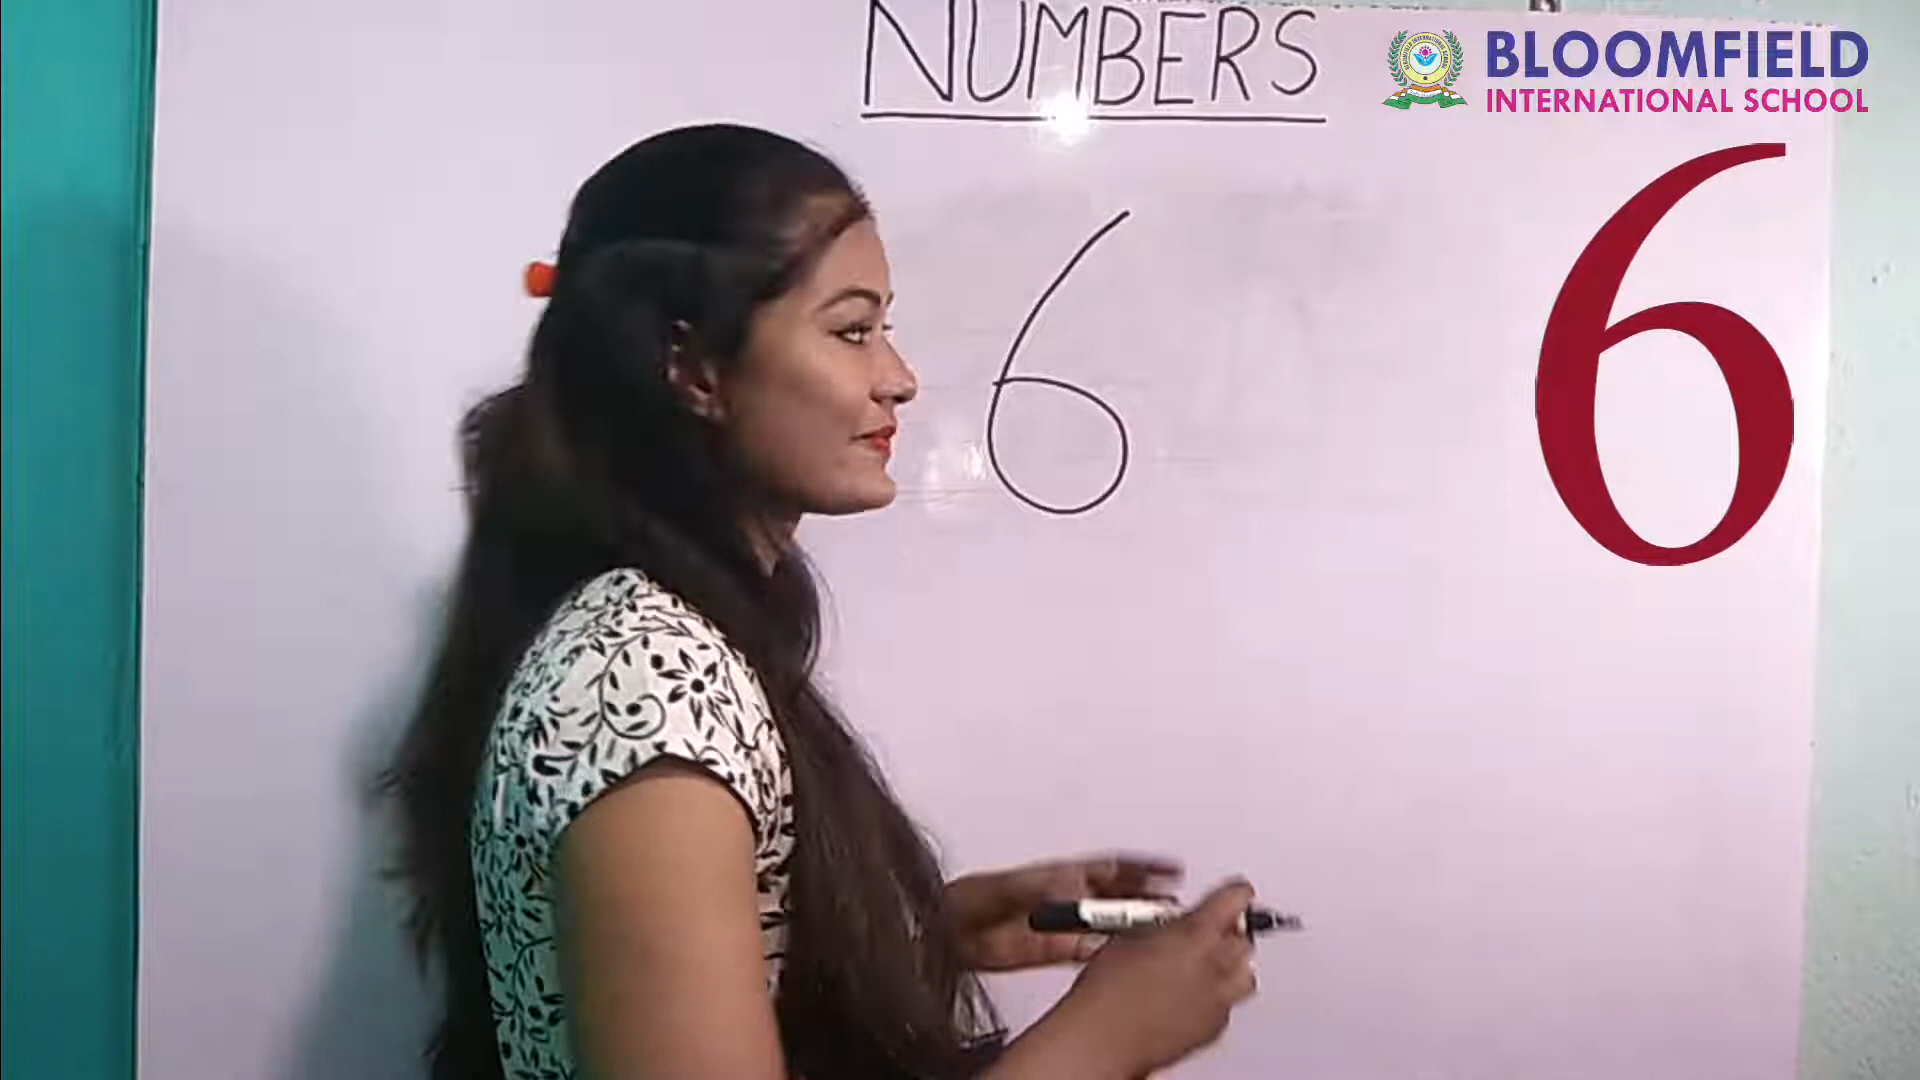 NUMBERS
BLOOMFIELD
INTERNATIONAL SCHOOL
6
6